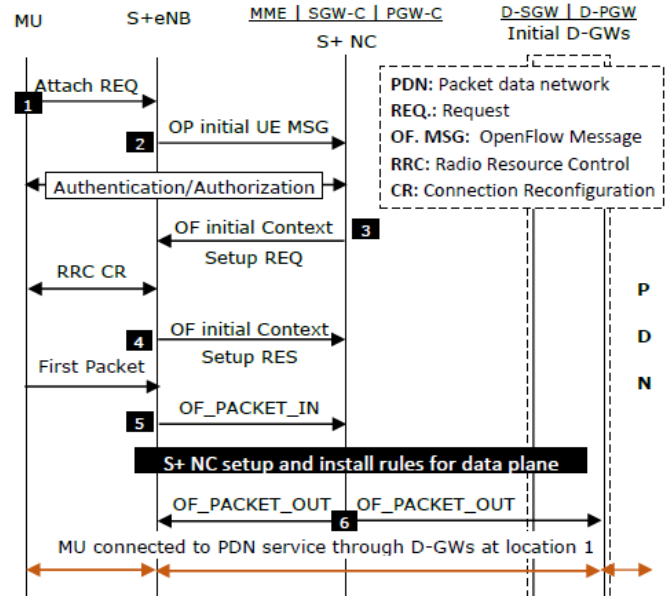 MU
S+eNB
MME | SGW-C | PGW-C
S+ NC
D-SGW | D-PGW
Initial D-GWs
PDN: Packet data network
REQ.: Request
OF. MSG: OpenFlow Message
RRC: Radio Resource Control
CR: Connection Reconfiguration
Attach REQ
1
OP initial UE MSG
2
Authentication/Authorization
OF initial Context
3
Setup REQ
RRC CR
OF initial Context
4
Setup RES
First Packet
OF_PACKET_IN
5
S+ NC setup and install rules for data plane
OF_PACKET_OUT
OF_PACKET_OUT
6
MU connected to PDN service through D-GWs at location 1
P
D
N